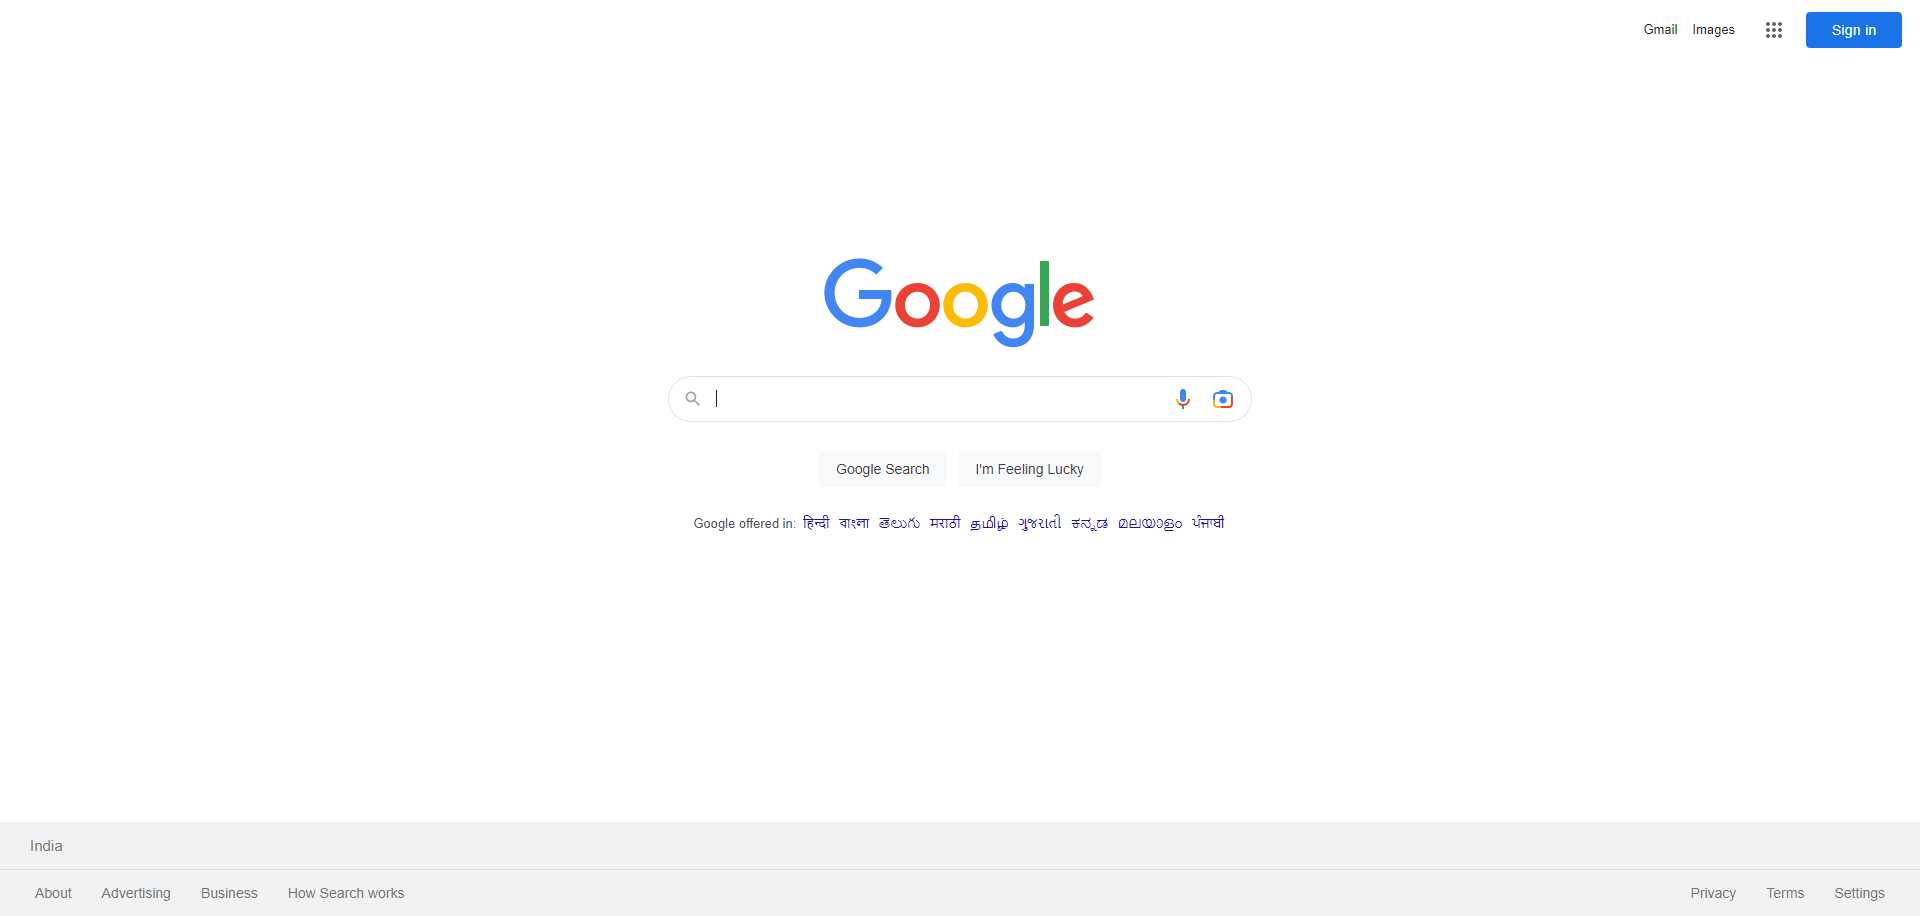 Gmail Images Sign in
Google
Google Search I'm Feeling Lucky
Google offered in: हिन्दी বাংলা తెలుగు मराठी தமிழ் ગુજરાતી ಕನ್ನಡ മലയാളം ਪੰਜਾਬੀ
India
About Advertising Business How Search works Privacy Terms Settings